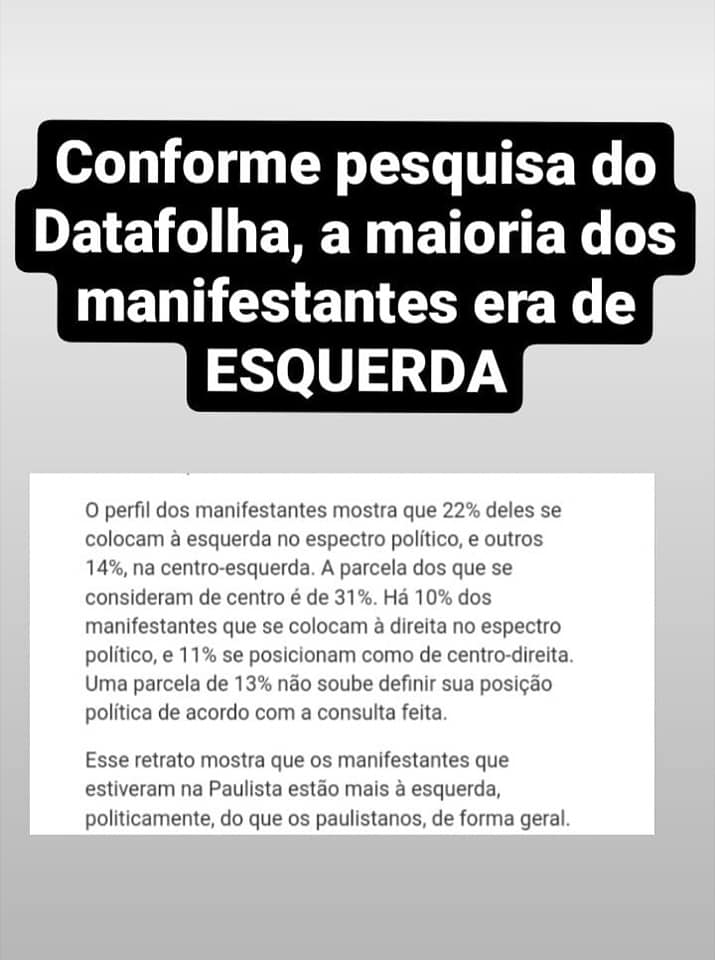 Conforme pesquisa do
Datafolha, a maioria dos
manifestantes era de
ESQUERDA
O perfil dos manifestantes mostra que 22% deles se
colocam à esquerda no espectro político, e outros
14%, na centro-esquerda. A parcela dos que se
consideram de centro é de 31%. Há 10% dos
manifestantes que se colocam à direita no espectro
político, e 11% se posicionam como de centro-direita.
Uma parcela de 13% não soube definir sua posição
política de acordo com a consulta feita.
Esse retrato mostra que os manifestantes que
estiveram na Paulista estão mais à esquerda,
politicamente, do que os paulistanos, de forma geral.